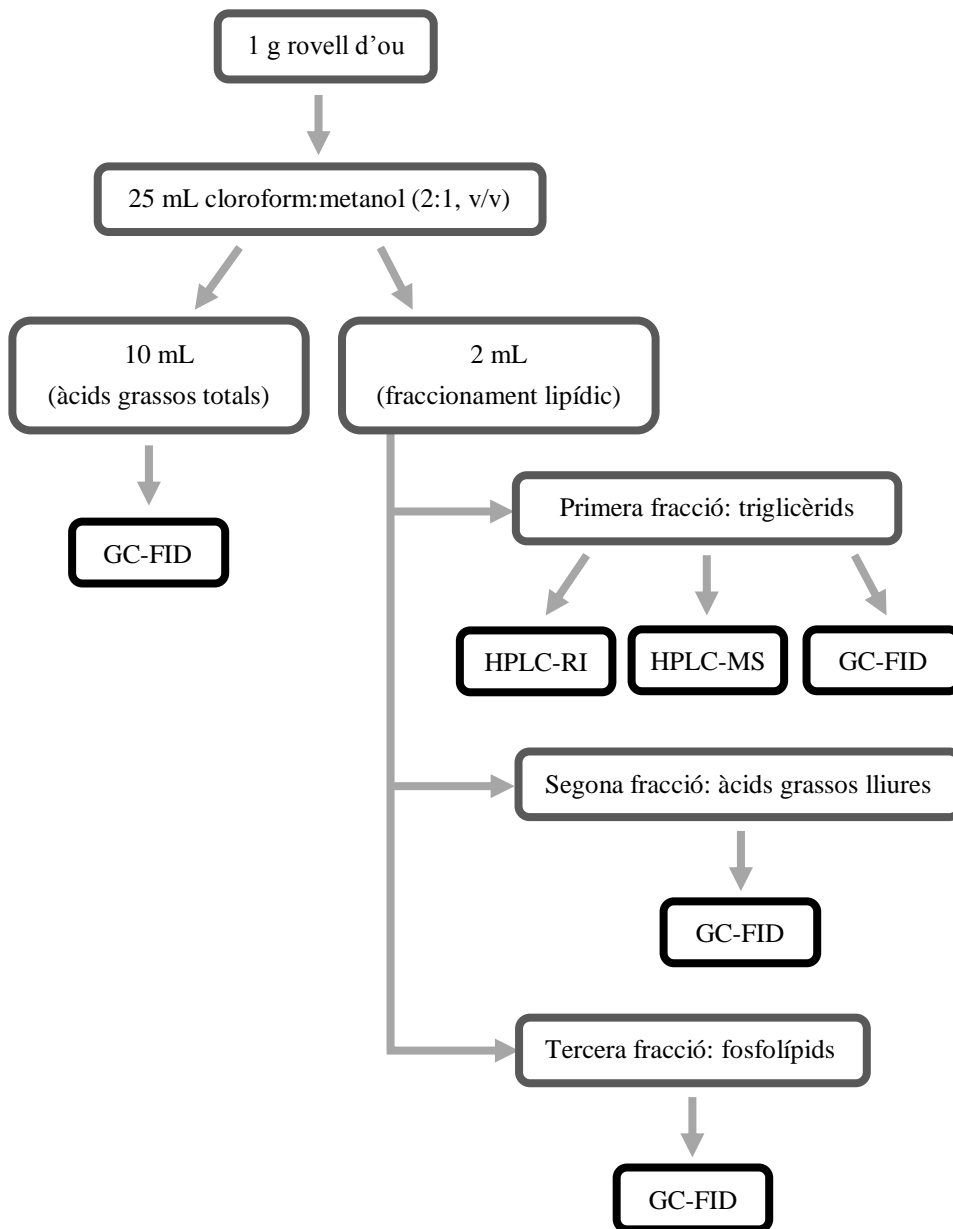 1 g rovell d’ou
25 mL cloroform:metanol (2:1, v/v)
10 mL
(àcids grassos totals)
2 mL
(fraccionament lipídic)
GC-FID
Primera fracció: triglicèrids
HPLC-RI
HPLC-MS
GC-FID
Segona fracció: àcids grassos lliures
GC-FID
Tercera fracció: fosfolípids
GC-FID